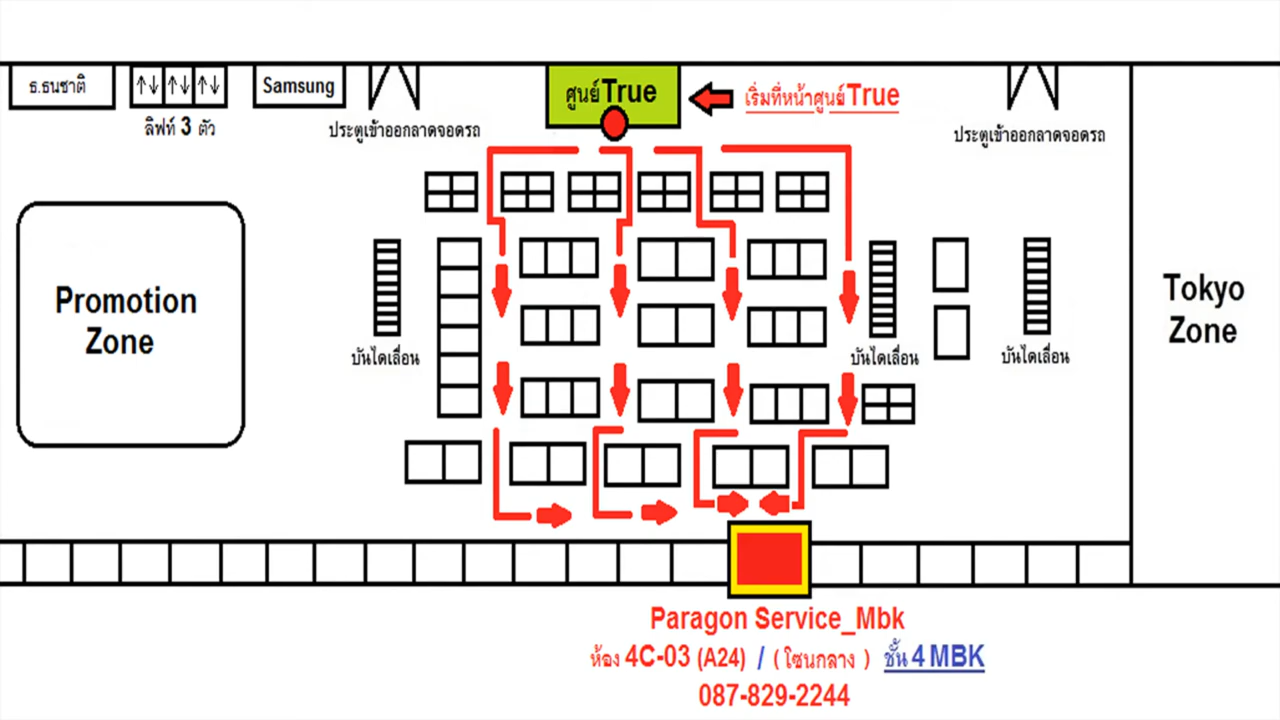 ธ.ธนชาติ
Samsung
ศูนย์True
เริ่มที่หน้าศูนย์True
ลิฟท์ 3 ตัว
ประตูเข้าออกลาดจอดรถ
ประตูเข้าออกลาดจอดรถ
Promotion
Zone
Tokyo
Zone
บันไดเลื่อน
บันไดเลื่อน
บันไดเลื่อน
Paragon Service_Mbk
ห้อง 4C-03 (A24) / ( โซนกลาง ) ชั้น 4 MBK
087-829-2244